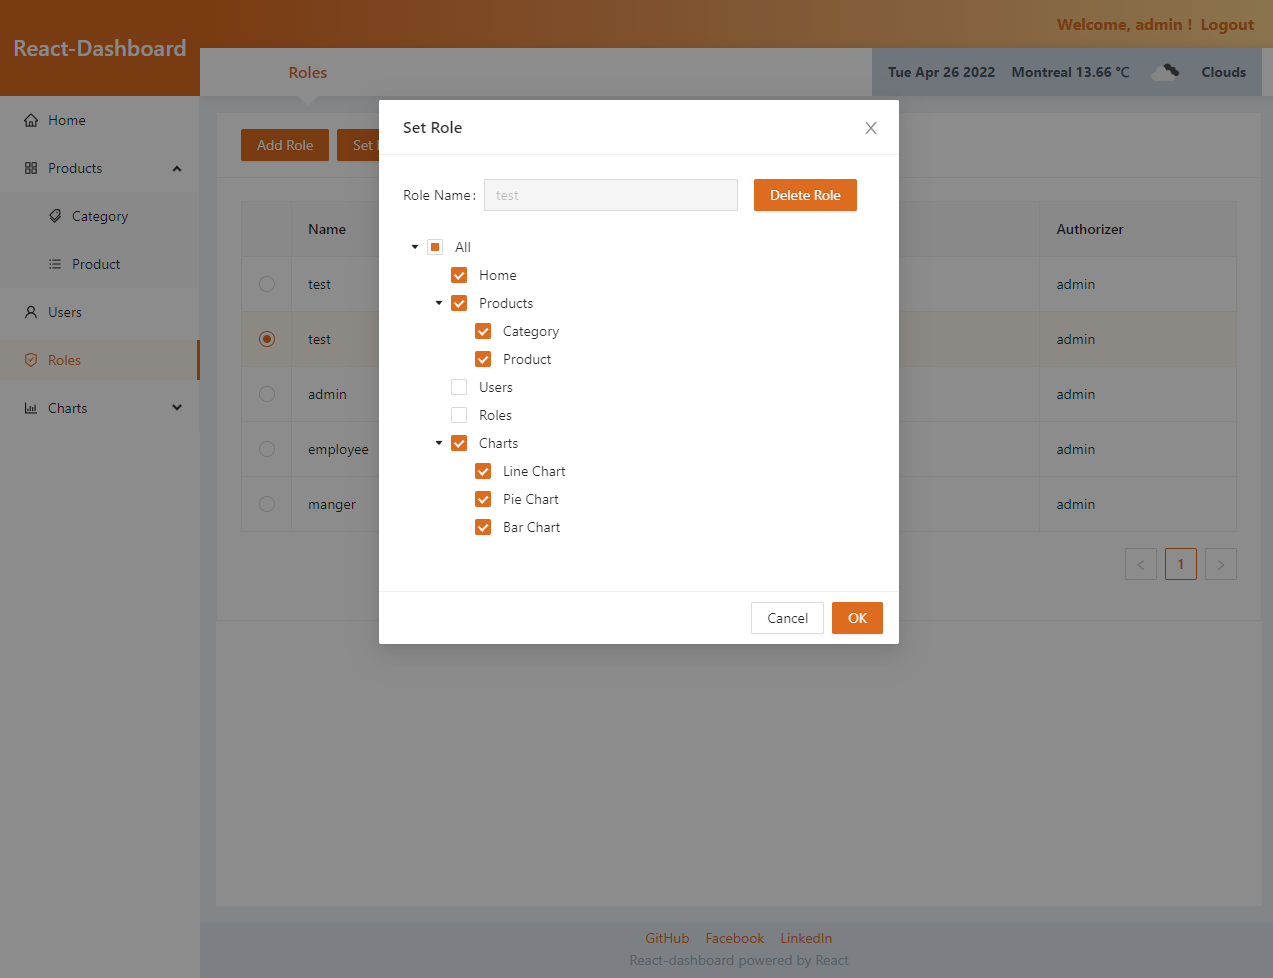 Welcome, admin ! Logout
React-Dashboard
Roles
Tue Apr 26 2022 Montreal 13.66 ℃ Clouds
Home
Products
Category
Product
Users
Roles
Charts
Add Role Set
Name Authorizer
test admin
test admin
admin admin
employee admin
manger admin
< 1 >
Set Role
Role Name: test Delete Role
All
Home
Products
Category
Product
Users
Roles
Charts
Line Chart
Pie Chart
Bar Chart
Cancel OK
GitHub Facebook LinkedIn
React-dashboard powered by React